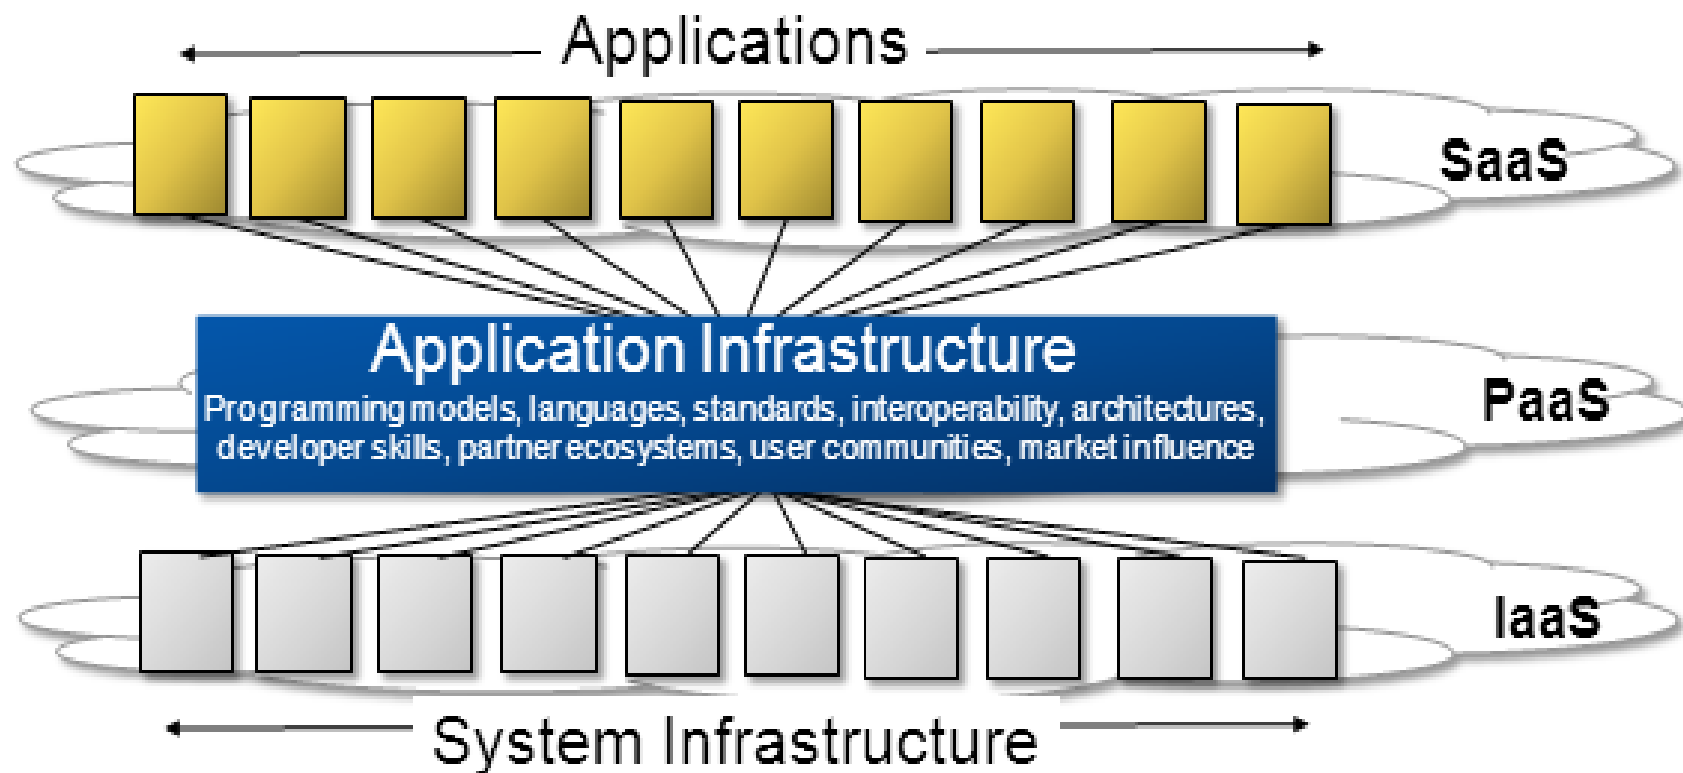 Applications
SaaS
Application Infrastructure
Programming models, languages, standards, interoperability, architectures,
developer skills, partner ecosystems, user communities, market influence
PaaS
IaaS
System Infrastructure